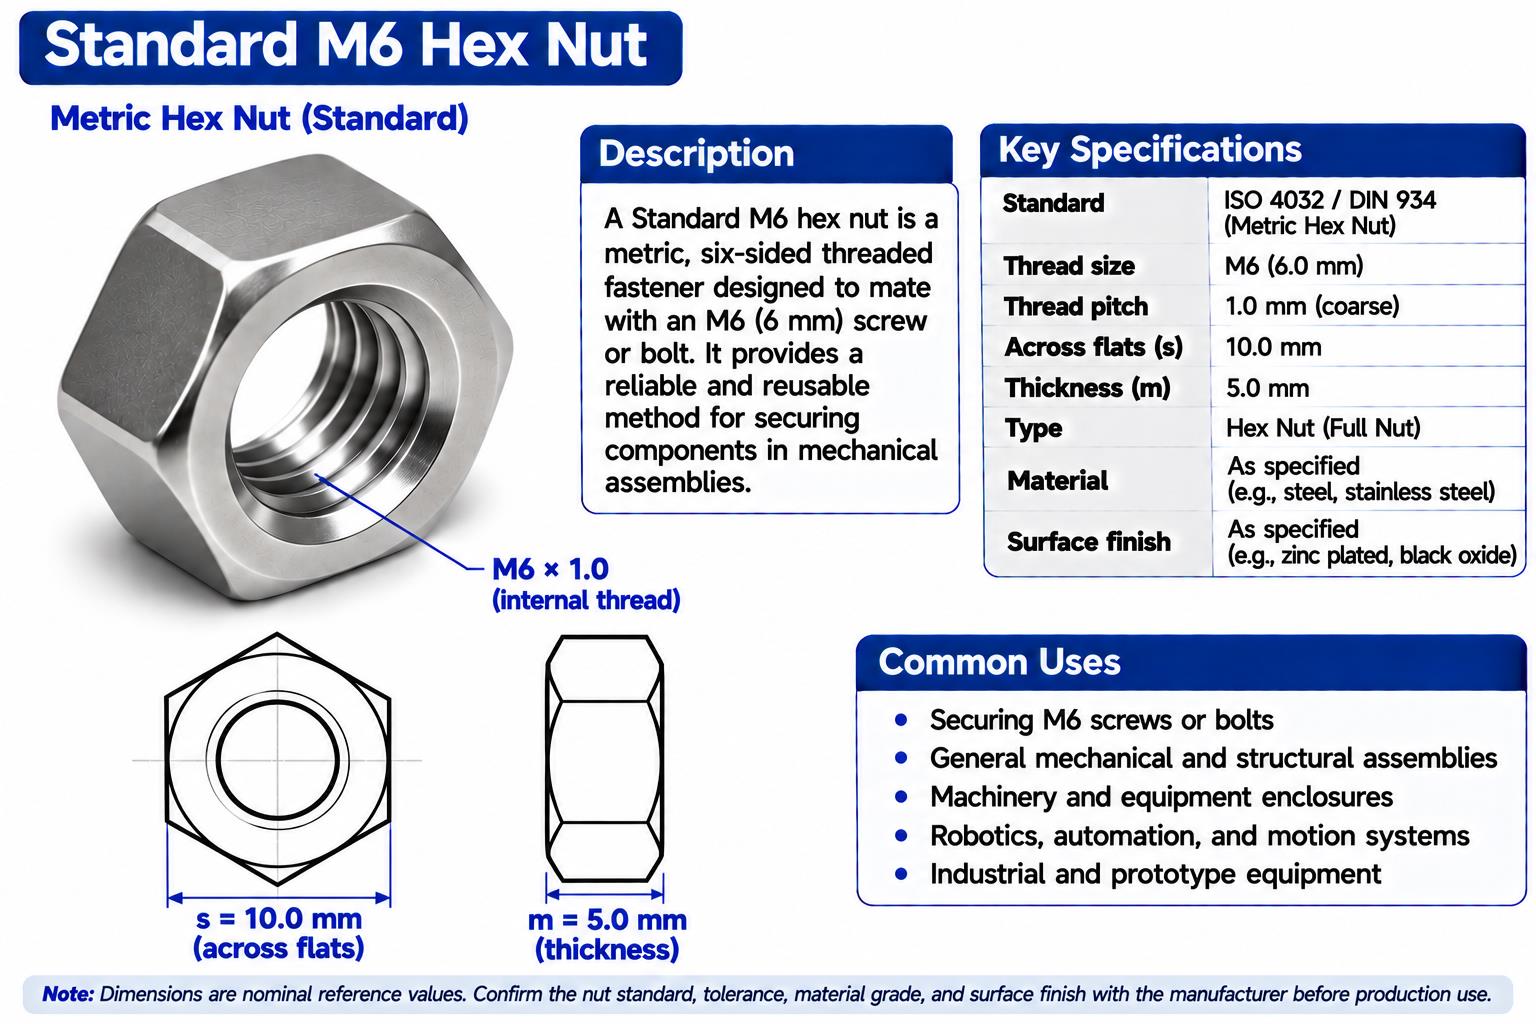 Standard M6 Hex Nut
Metric Hex Nut (Standard)
M6 × 1.0
(internal thread)
Description
A Standard M6 hex nut is a
metric, six-sided threaded
fastener designed to mate
with an M6 (6 mm) screw
or bolt. It provides a
reliable and reusable
method for securing
components in mechanical
assemblies.
Key Specifications
Standard
ISO 4032 / DIN 934
(Metric Hex Nut)
Thread size
M6 (6.0 mm)
Thread pitch
1.0 mm (coarse)
Across flats (s)
10.0 mm
Thickness (m)
5.0 mm
Type
Hex Nut (Full Nut)
Material
As specified
(e.g., steel, stainless steel)
Surface finish
As specified
(e.g., zinc plated, black oxide)
s = 10.0 mm
(across flats)
m = 5.0 mm
(thickness)
Common Uses
• Securing M6 screws or bolts
• General mechanical and structural assemblies
• Machinery and equipment enclosures
• Robotics, automation, and motion systems
• Industrial and prototype equipment
Note: Dimensions are nominal reference values. Confirm the nut standard, tolerance, material grade, and surface finish with the manufacturer before production use.